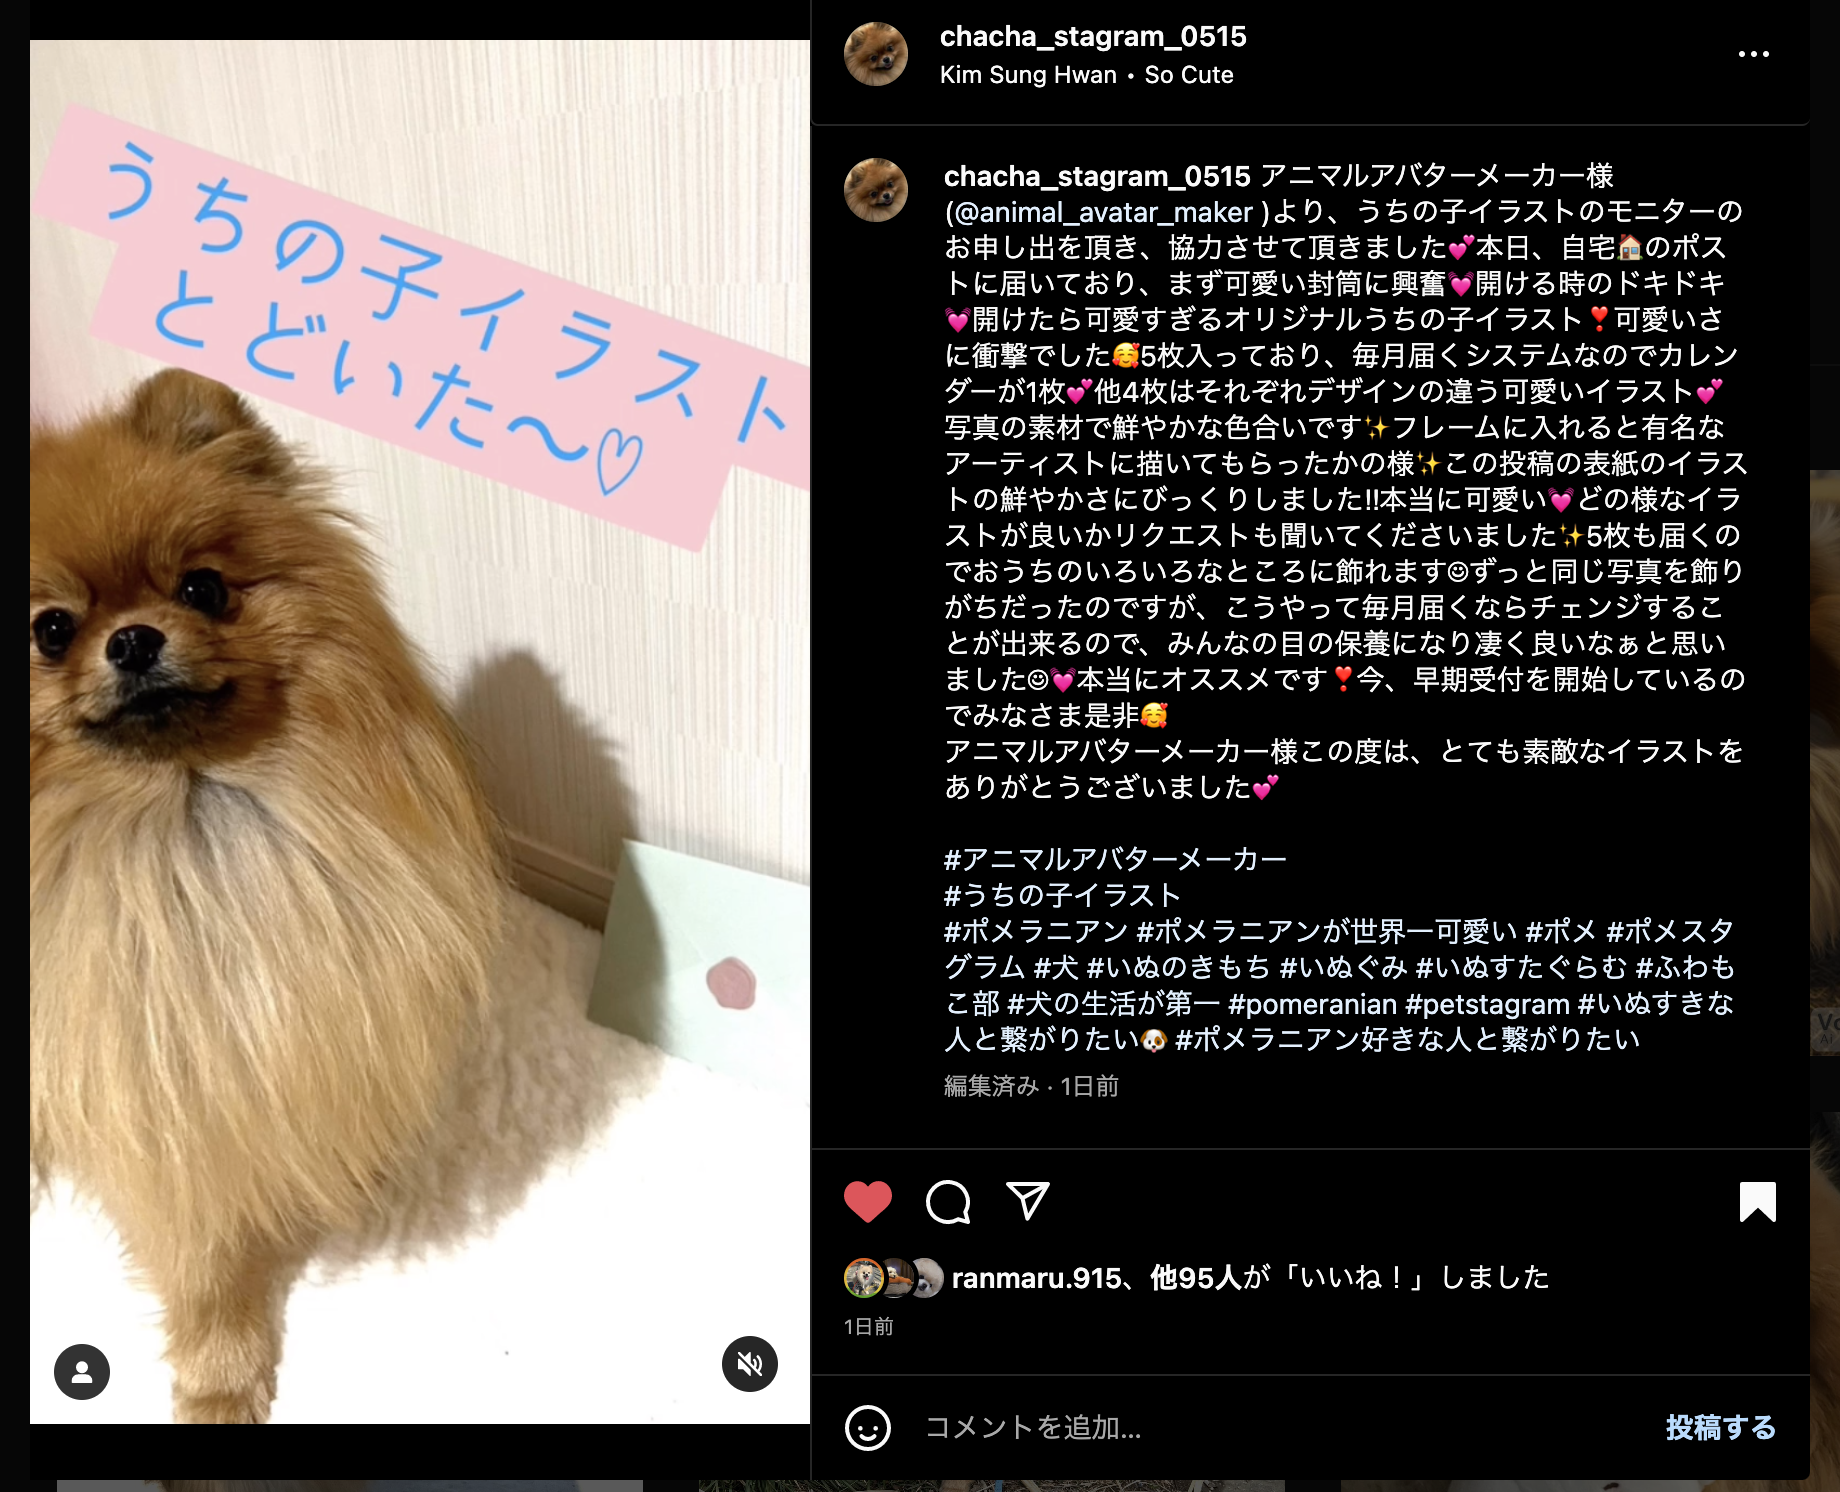 うちの子イラスト
とどいた〜♡
chacha_stagram_0515
Kim Sung Hwan • So Cute
chacha_stagram_0515 アニマルアバターメーカー様
(@animal_avatar_maker )より、うちの子イラストのモニターの
お申し出を頂き、協力させて頂きました💕本日、自宅🏠のポス
トに届いており、まず可愛い封筒に興奮💓開ける時のドキドキ
💓開けたら可愛すぎるオリジナルうちの子イラスト❣️可愛いさ
に衝撃でした🥰5枚入っており、毎月届くシステムなのでカレン
ダーが1枚💕他4枚はそれぞれデザインの違う可愛いイラスト💕
写真の素材で鮮やかな色合いです✨フレームに入れると有名な
アーティストに描いてもらったかの様✨この投稿の表紙のイラス
トの鮮やかさにびっくりしました‼本当に可愛い💓どの様なイラ
ストが良いかリクエストも聞いてくださいました✨5枚も届くの
でおうちのいろいろなところに飾れます☺︎ずっと同じ写真を飾り
がちだったのですが、こうやって毎月届くならチェンジするこ
とが出来るので、みんなの目の保養になり凄く良いなぁと思い
ました☺︎💓本当にオススメです❣️今、早期受付を開始しているの
でみなさま是非🥰
アニマルアバターメーカー様この度は、とても素敵なイラストを
ありがとうございました💕
#アニマルアバターメーカー
#うちの子イラスト
#ポメラニアン #ポメラニアンが世界一可愛い #ポメ #ポメスタ
グラム #犬 #いぬのきもち #いぬぐみ #いぬすたぐらむ #ふわも
こ部 #犬の生活が第一 #pomeranian #petstagram #いぬすきな
人と繋がりたい🐶 #ポメラニアン好きな人と繋がりたい
編集済み · 1日前
ranmaru.915、他95人が「いいね！」しました
1日前
コメントを追加...
投稿する